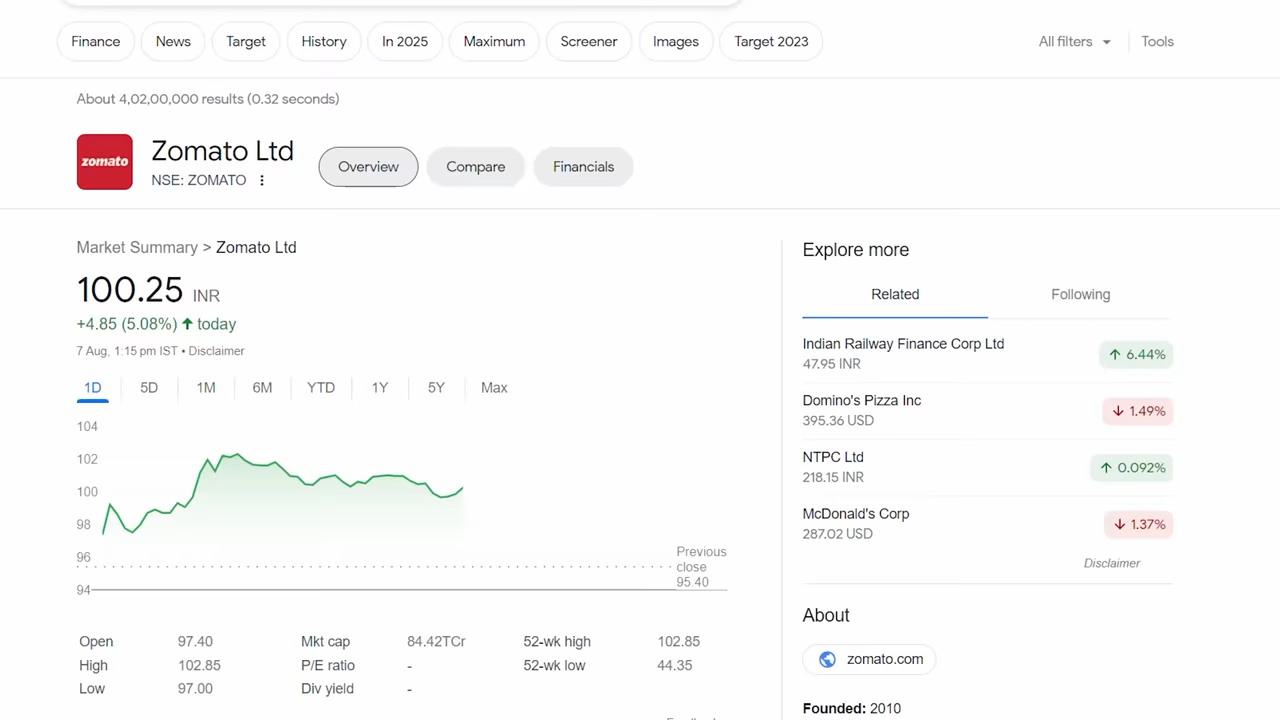 Finance News Target History In 2025 Maximum Screener Images Target 2023 All filters Tools
About 4,02,00,000 results (0.32 seconds)
zomato
Zomato Ltd
NSE: ZOMATO
Overview Compare Financials
Market Summary > Zomato Ltd
100.25 INR
+4.85 (5.08%) today
7 Aug, 1:15 pm IST • Disclaimer
1D 5D 1M 6M YTD 1Y 5Y Max
104
102
100
98
96
94
Previous
close
95.40
Open 97.40 Mkt cap 84.42TCr 52-wk high 102.85
High 102.85 P/E ratio - 52-wk low 44.35
Low 97.00 Div yield -
Explore more
Related Following
Indian Railway Finance Corp Ltd
47.95 INR
6.44%
Domino's Pizza Inc
395.36 USD
1.49%
NTPC Ltd
218.15 INR
0.092%
McDonald's Corp
287.02 USD
1.37%
Disclaimer
About
zomato.com
Founded: 2010